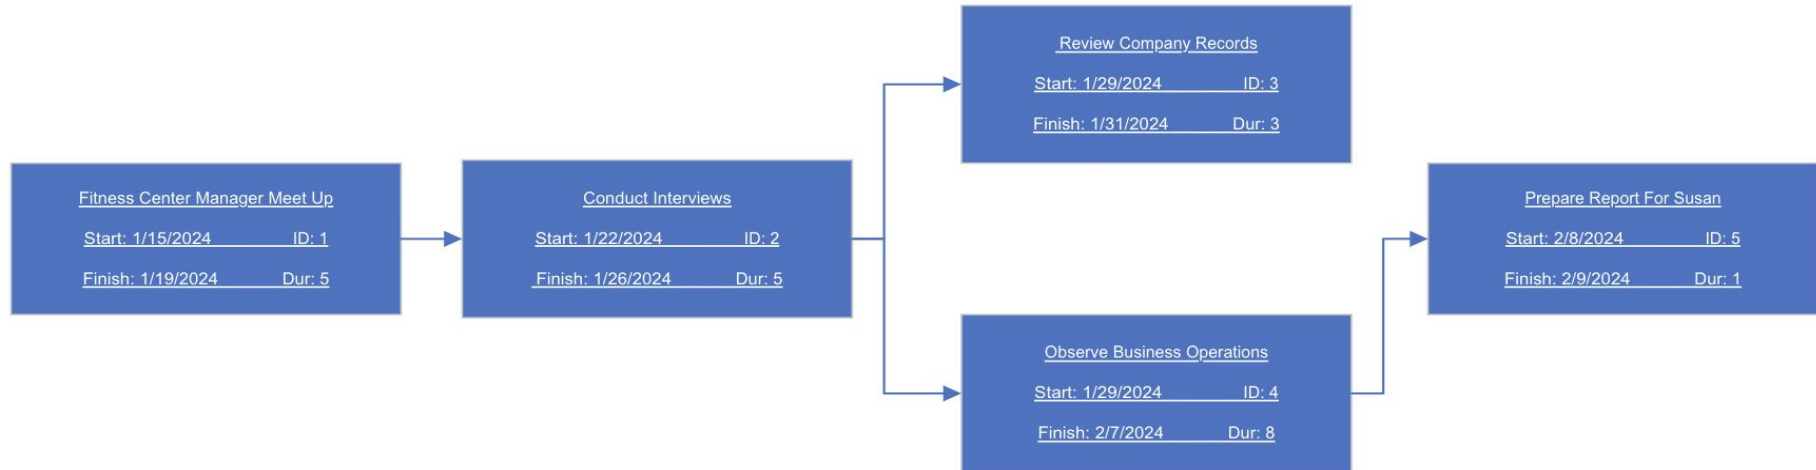 Fitness Center Manager Meet Up
Start: 1/15/2024 ID: 1
Finish: 1/19/2024 Dur: 5
Conduct Interviews
Start: 1/22/2024 ID: 2
Finish: 1/26/2024 Dur: 5
Review Company Records
Start: 1/29/2024 ID: 3
Finish: 1/31/2024 Dur: 3
Observe Business Operations
Start: 1/29/2024 ID: 4
Finish: 2/7/2024 Dur: 8
Prepare Report For Susan
Start: 2/8/2024 ID: 5
Finish: 2/9/2024 Dur: 1